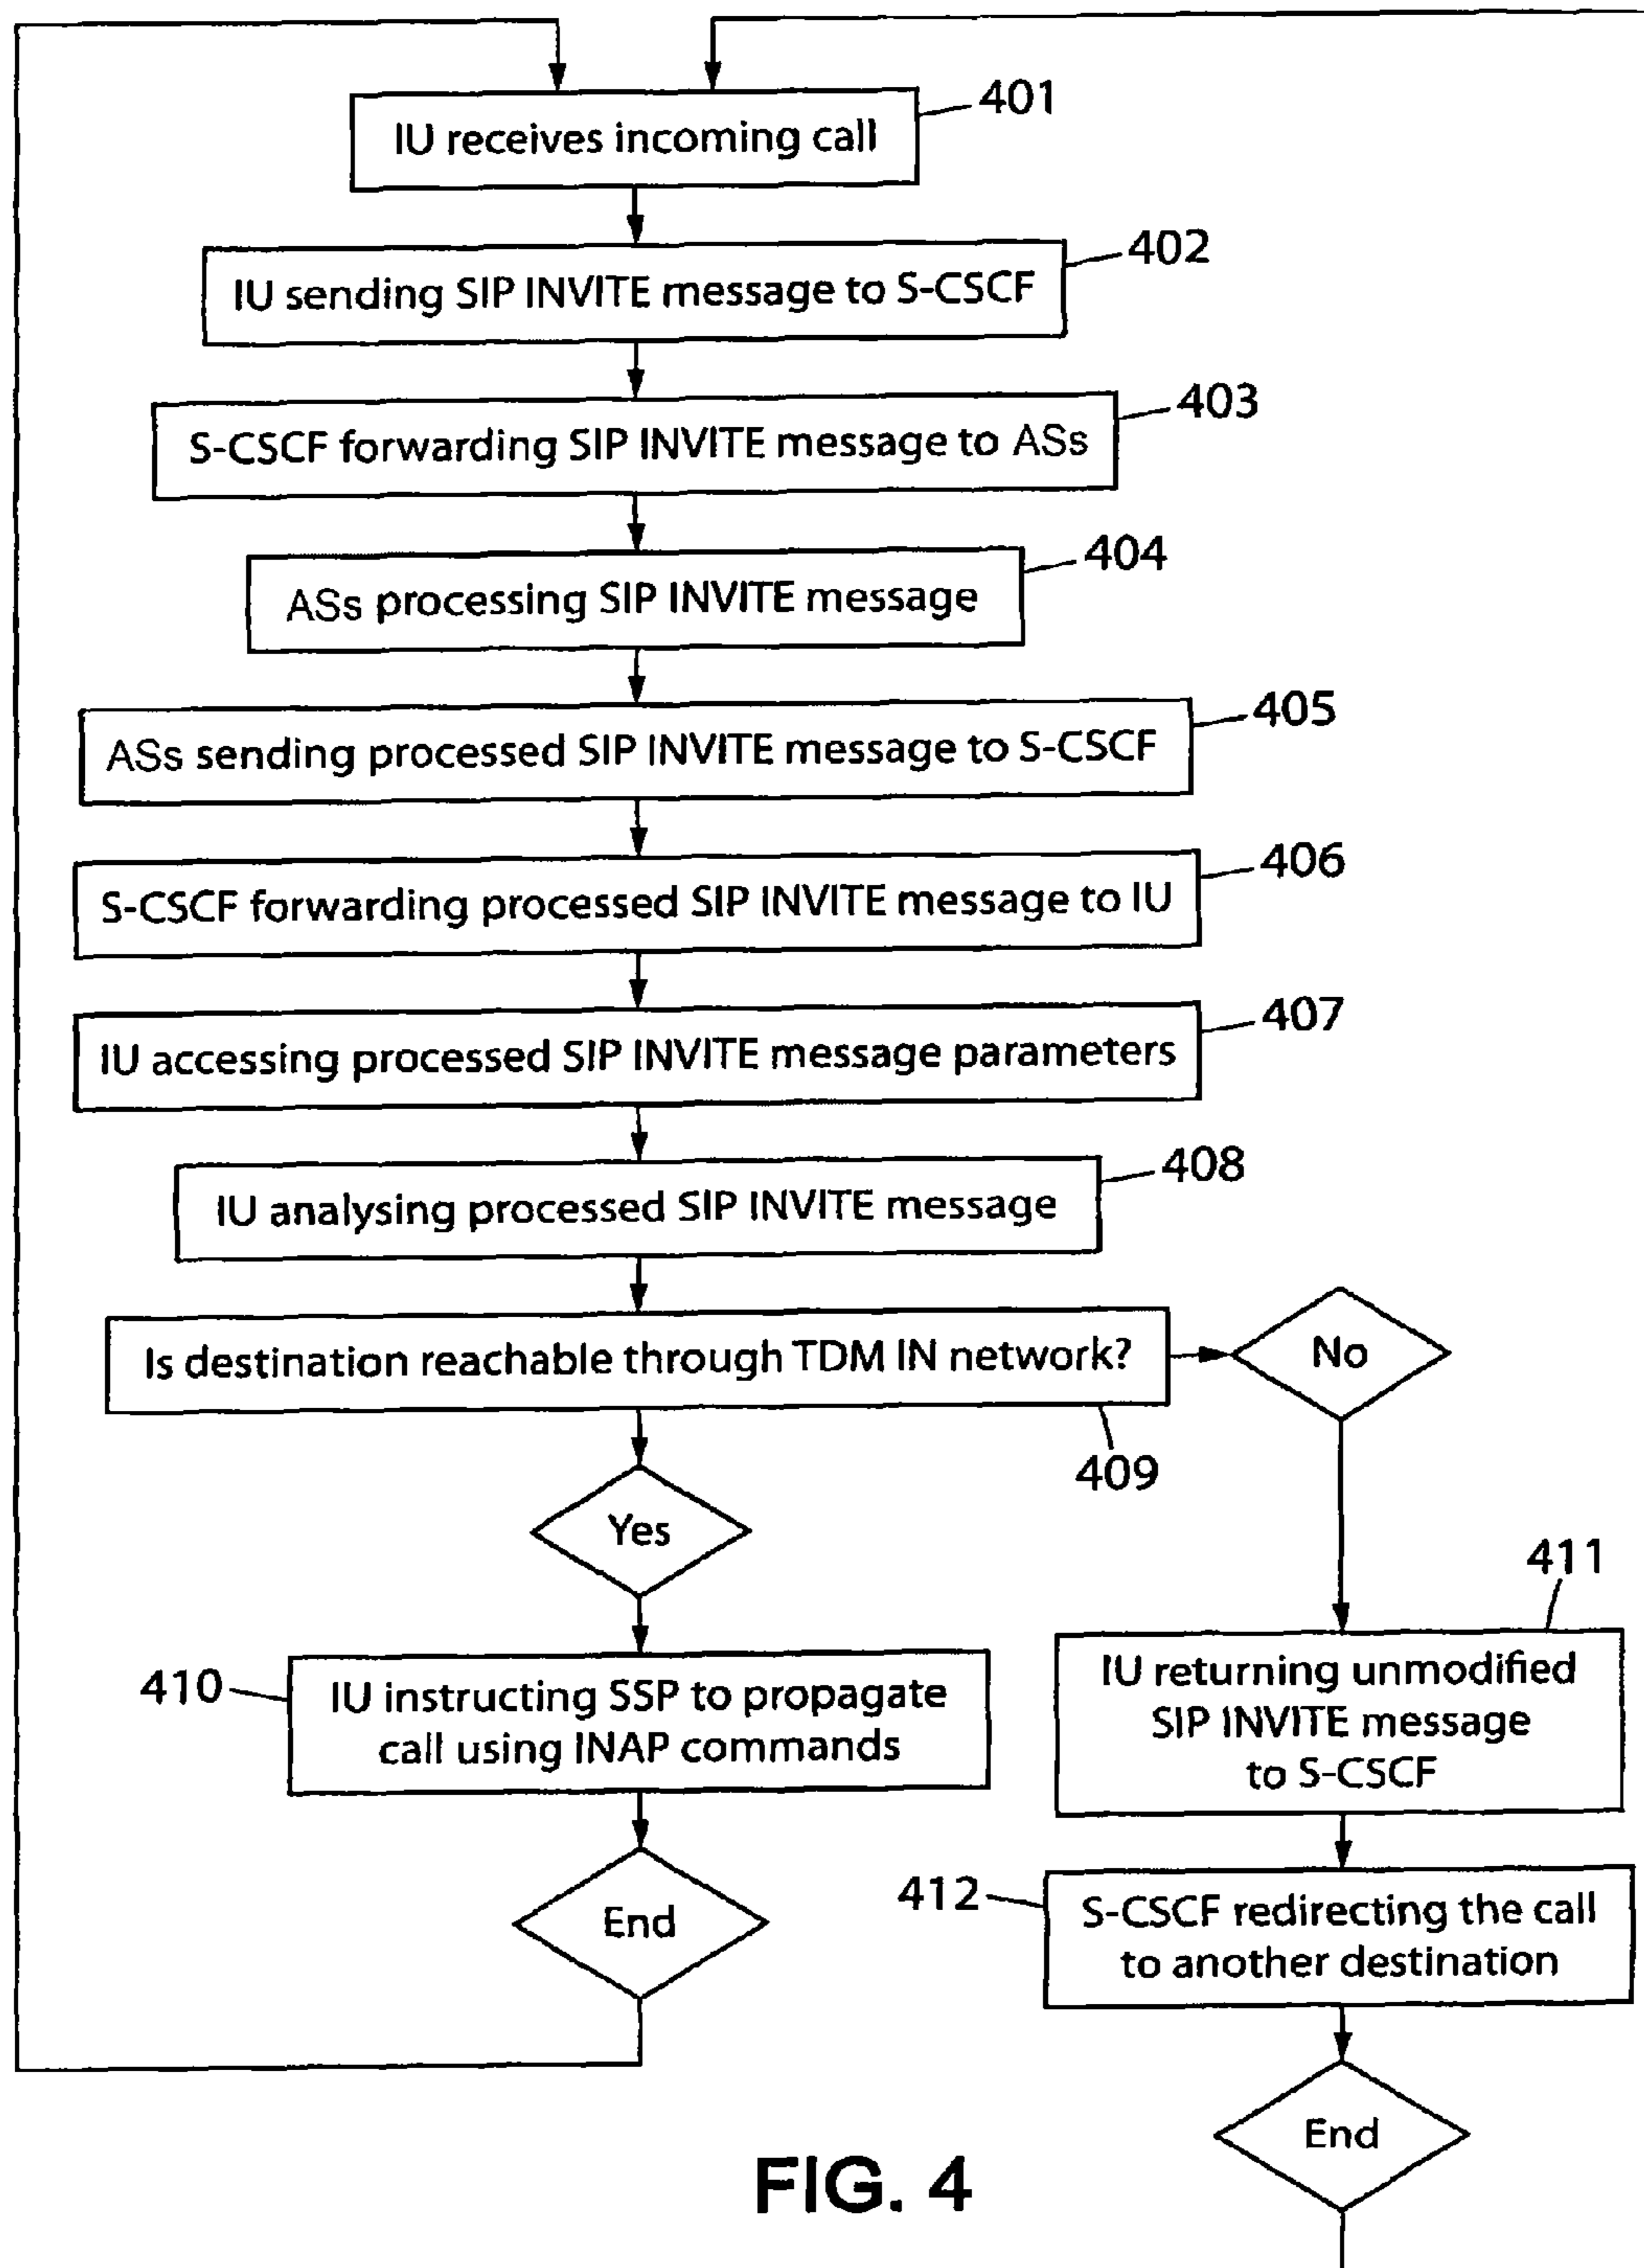 401
IU receives incoming call
402
IU sending SIP INVITE message to S-CSCF
403
S-CSCF forwarding SIP INVITE message to ASs
404
ASs processing SIP INVITE message
405
ASs sending processed SIP INVITE message to S-CSCF
406
S-CSCF forwarding processed SIP INVITE message to IU
407
IU accessing processed SIP INVITE message parameters
408
IU analysing processed SIP INVITE message
Is destination reachable through TDM IN network?
No
409
Yes
411
410
IU instructing SSP to propagate
call using INAP commands
IU returning unmodified
SIP INVITE message
to S-CSCF
412
S-CSCF redirecting the call
to another destination
End
End
FIG. 4